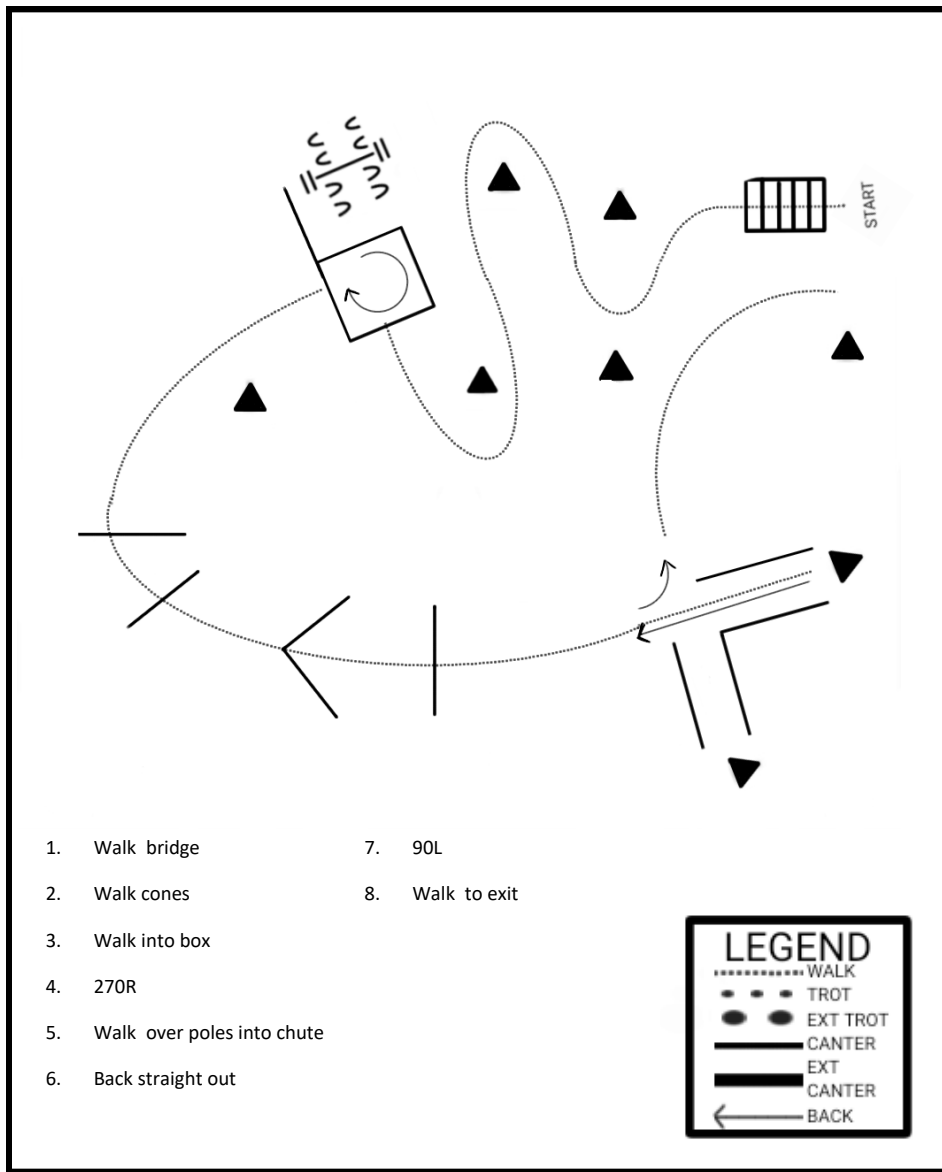 START
1. Walk bridge
2. Walk cones
3. Walk into box
4. 270R
5. Walk over poles into chute
6. Back straight out
7. 90L
8. Walk to exit
LEGEND
WALK
TROT
EXT TROT
CANTER
EXT
CANTER
BACK